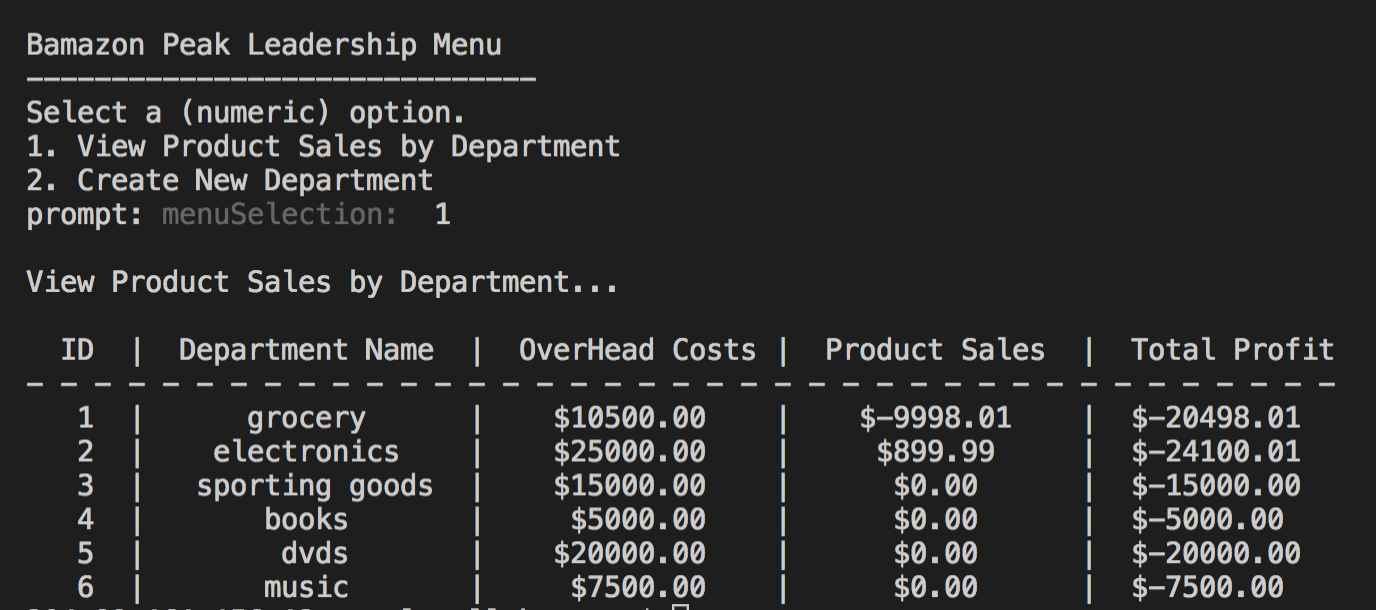 Bamazon Peak Leadership Menu
------------------------------
Select a (numeric) option.
1. View Product Sales by Department
2. Create New Department
prompt: menuSelection:  1
View Product Sales by Department...
ID | Department Name | OverHead Costs | Product Sales | Total Profit
- - - - - - - - - - - - - - - - - - - - - - - - - - - - - - - - - - - - - - -
1 | grocery | $10500.00 | $-9998.01 | $-20498.01
2 | electronics | $25000.00 | $899.99 | $-24100.01
3 | sporting goods | $15000.00 | $0.00 | $-15000.00
4 | books | $5000.00 | $0.00 | $-5000.00
5 | dvds | $20000.00 | $0.00 | $-20000.00
6 | music | $7500.00 | $0.00 | $-7500.00